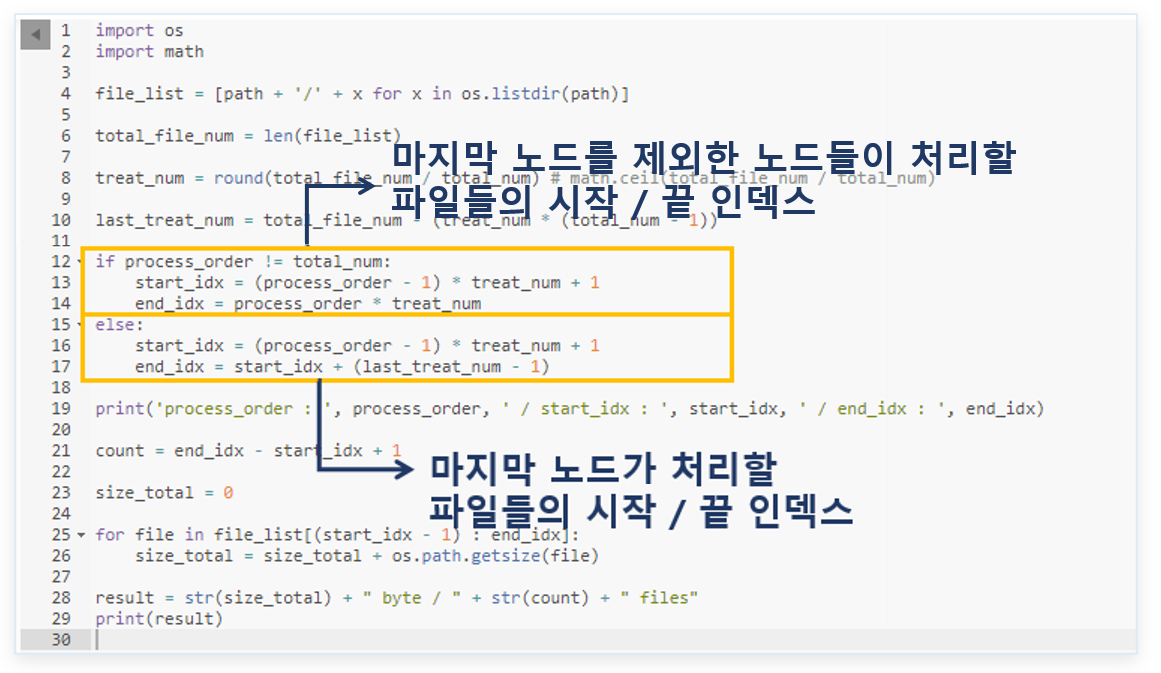 1 import os
2 import math
3
4 file_list = [path + '/' + x for x in os.listdir(path)]
5
6 total_file_num = len(file_list)
7
마지막 노드를 제외한 노드들이 처리할
8 treat_num = round(total_file_num / total_num) # math.ceil(total_file_num / total_num)
9
파일들의 시작 / 끝 인덱스
10 last_treat_num = total_file_num - (treat_num * (total_num - 1))
11
12 if process_order != total_num:
13 start_idx = (process_order - 1) * treat_num + 1
14 end_idx = process_order * treat_num
15 else:
16 start_idx = (process_order - 1) * treat_num + 1
17 end_idx = start_idx + (last_treat_num - 1)
18
19 print('process_order : ', process_order, ' / start_idx : ', start_idx, ' / end_idx : ', end_idx)
20
21 count = end_idx - start_idx + 1
22
마지막 노드가 처리할
23 size_total = 0
24
파일들의 시작 / 끝 인덱스
25 for file in file_list[(start_idx - 1) : end_idx]:
26 size_total = size_total + os.path.getsize(file)
27
28 result = str(size_total) + " byte / " + str(count) + " files"
29 print(result)
30